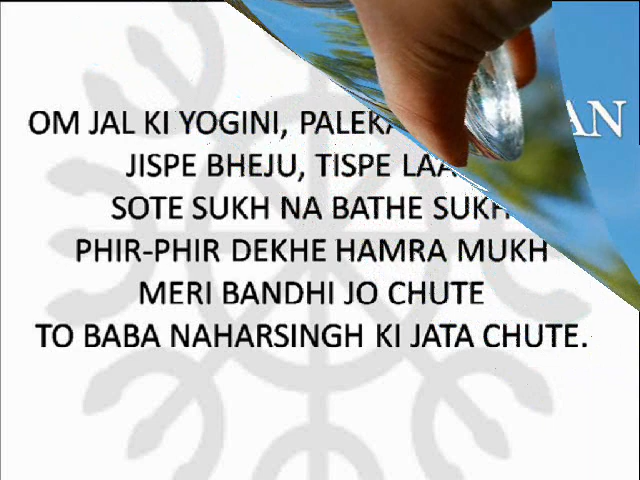 OM JAL KI YOGINI,
JISPE BHEJU, TISPE
SOTE SUKH NA BATHE SUKH
PHIR-PHIR DEKHE HAMRA MUKH
MERI BANDHI JO CHUTE
TO BABA NAHARSINGH KI JATA CHUTE.